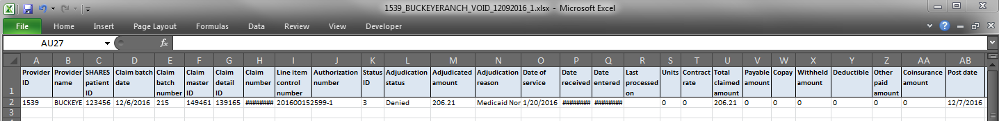 1539_BUCKEYERANCH_VOID_12092016_1.xlsx - Microsoft Excel
File Home Insert Page Layout Formulas Data Review View Developer
AU27 fx
A B C D E F G H I J K L M N O P Q R S T U V W X Y Z AA AB
1 Provider ID Provider name SHARES patient ID Claim batch date Claim batch number Claim master ID Claim detail ID Claim number Line item control number Authorization number Status ID Adjudication status Adjudicated amount Adjudication reason Date of service Date received Date entered Last processed on Units Contract rate Total claimed amount Payable amount Copay Withheld amount Deductible Other paid amount Coinsurance amount Post date
2 1539 BUCKEYE 123456 12/6/2016 215 149461 139165 ######## 201600152599-1 3 Denied 206.21 Medicaid Nor 1/20/2016 ######## ######## 0 0 206.21 0 0 0 0 0 0 12/7/2016
3